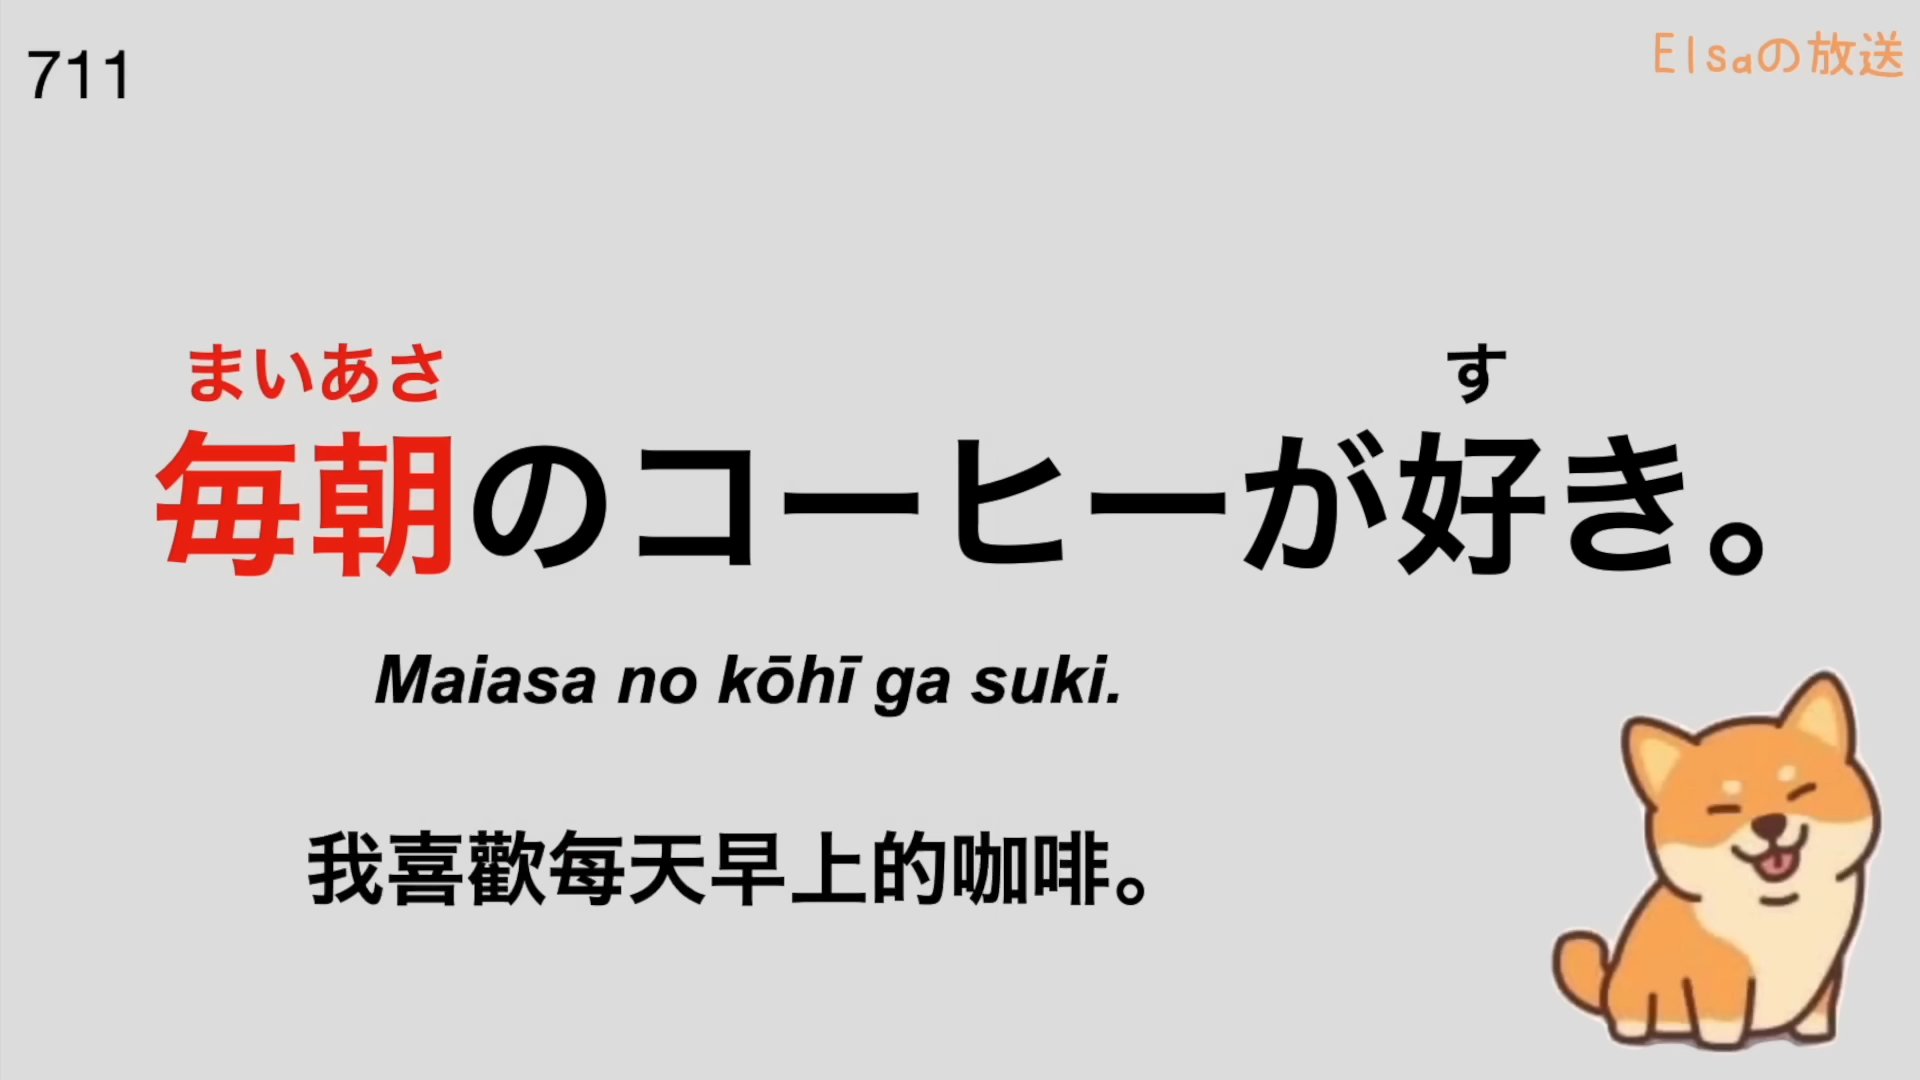 711
Elsaの放送
まいあさ す
毎朝のコーヒーが好き。
Maiasa no kōhī ga suki.
我喜歡每天早上的咖啡。